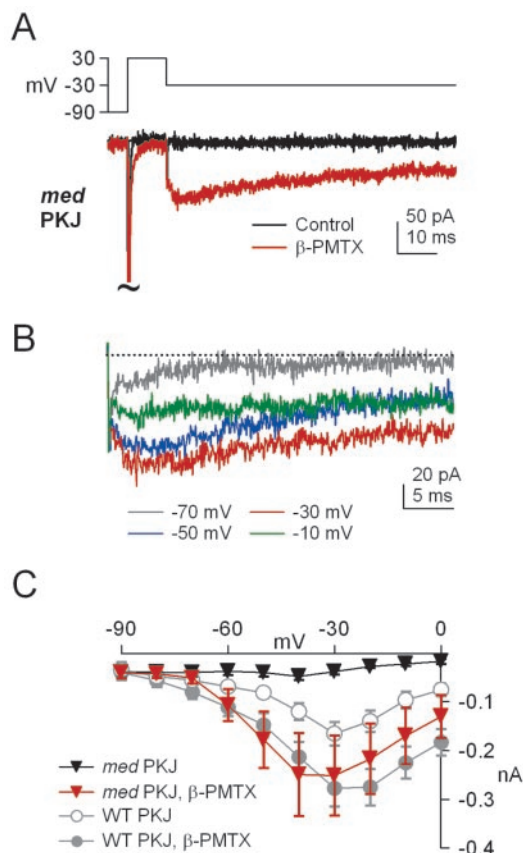 A
30
mV -30
-90
med
PKJ
Control
β-PMTX
50 pA
10 ms
~
B
20 pA
5 ms
-70 mV
-30 mV
-50 mV
-10 mV
C
-90
-60
-30
0
mV
-0.1
-0.2
nA
-0.3
-0.4
med PKJ
med PKJ, β-PMTX
WT PKJ
WT PKJ, β-PMTX